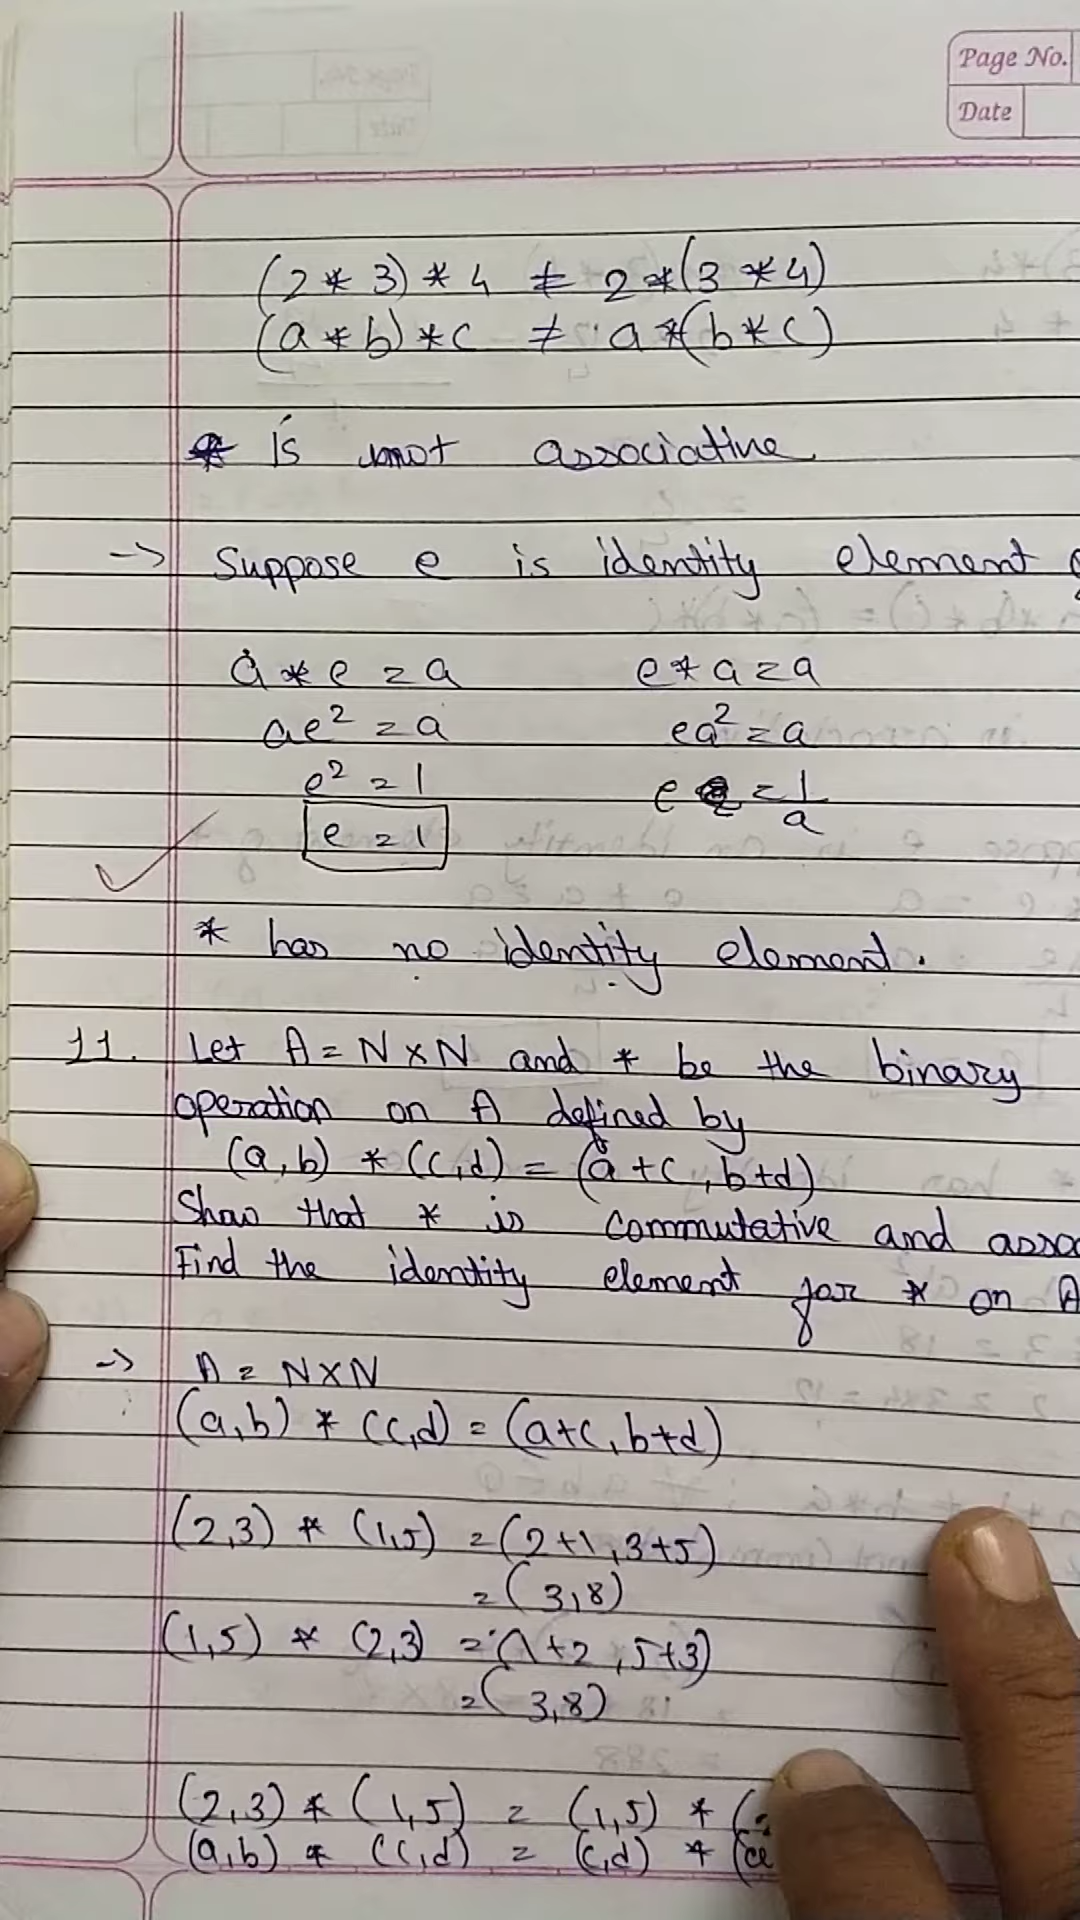 Page No.
Date
(2 * 3) * 4 ≠ 2 * (3 * 4)
(a * b) * c ≠ a * (b * c)
* is not associative
-> Suppose e is identity element
a * e = a e * a = a
ae² = a ea² = a
e² = 1 e = 1/a
e = 1
* has no identity element.
11. Let A = N x N and * be the binary
operation on A defined by
(a, b) * (c, d) = (a + c, b + d)
Show that * is commutative and asso
Find the identity element for * on A
-> A = N x N
(a, b) * (c, d) = (a + c, b + d)
(2, 3) * (1, 5) = (2 + 1, 3 + 5)
= (3, 8)
(1, 5) * (2, 3) = (1 + 2, 5 + 3)
= (3, 8)
(2, 3) * (1, 5) = (1, 5) * (
(a, b) * (c, d) = (c, d) * (a